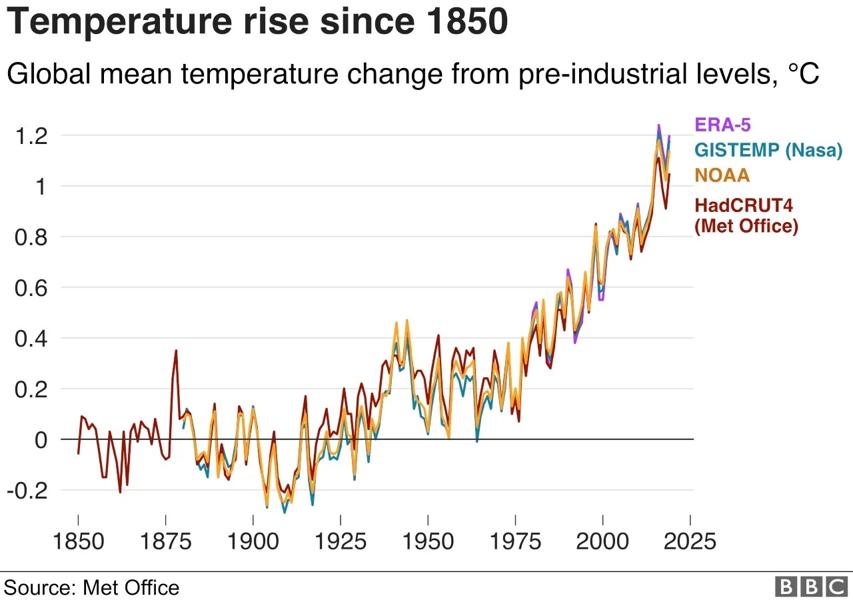 Temperature rise since 1850
Global mean temperature change from pre-industrial levels, °C
1.2
1
0.8
0.6
0.4
0.2
0
-0.2
ERA-5
GISTEMP (Nasa)
NOAA
HadCRUT4
(Met Office)
1850 1875 1900 1925 1950 1975 2000 2025
Source: Met Office
BBC